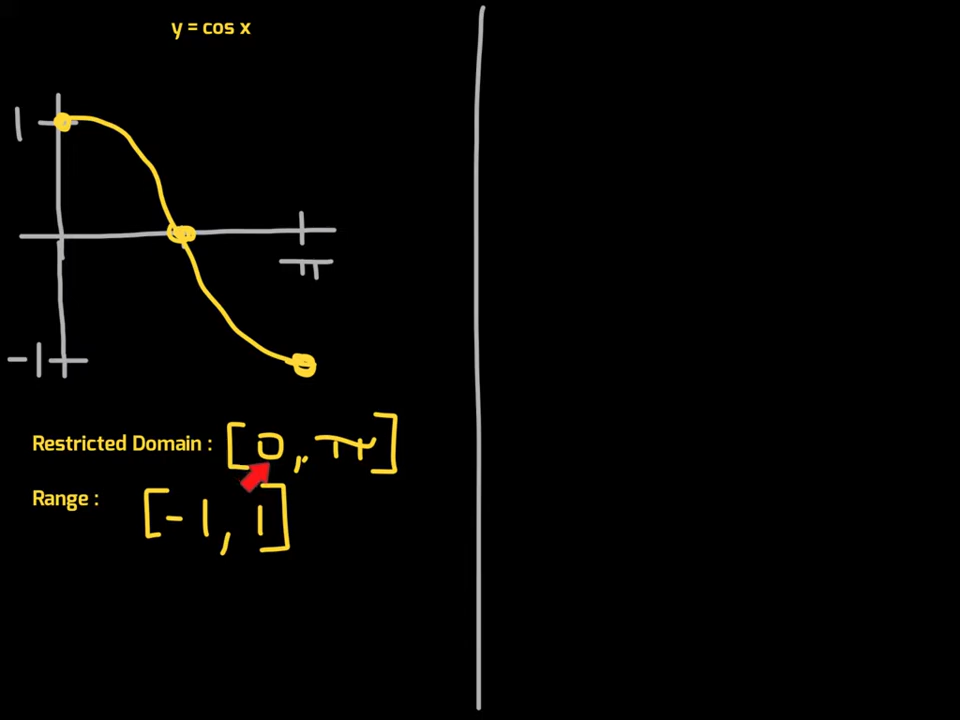 y = cos x
1
π
-1
Restricted Domain : [0, π]
Range : [-1, 1]